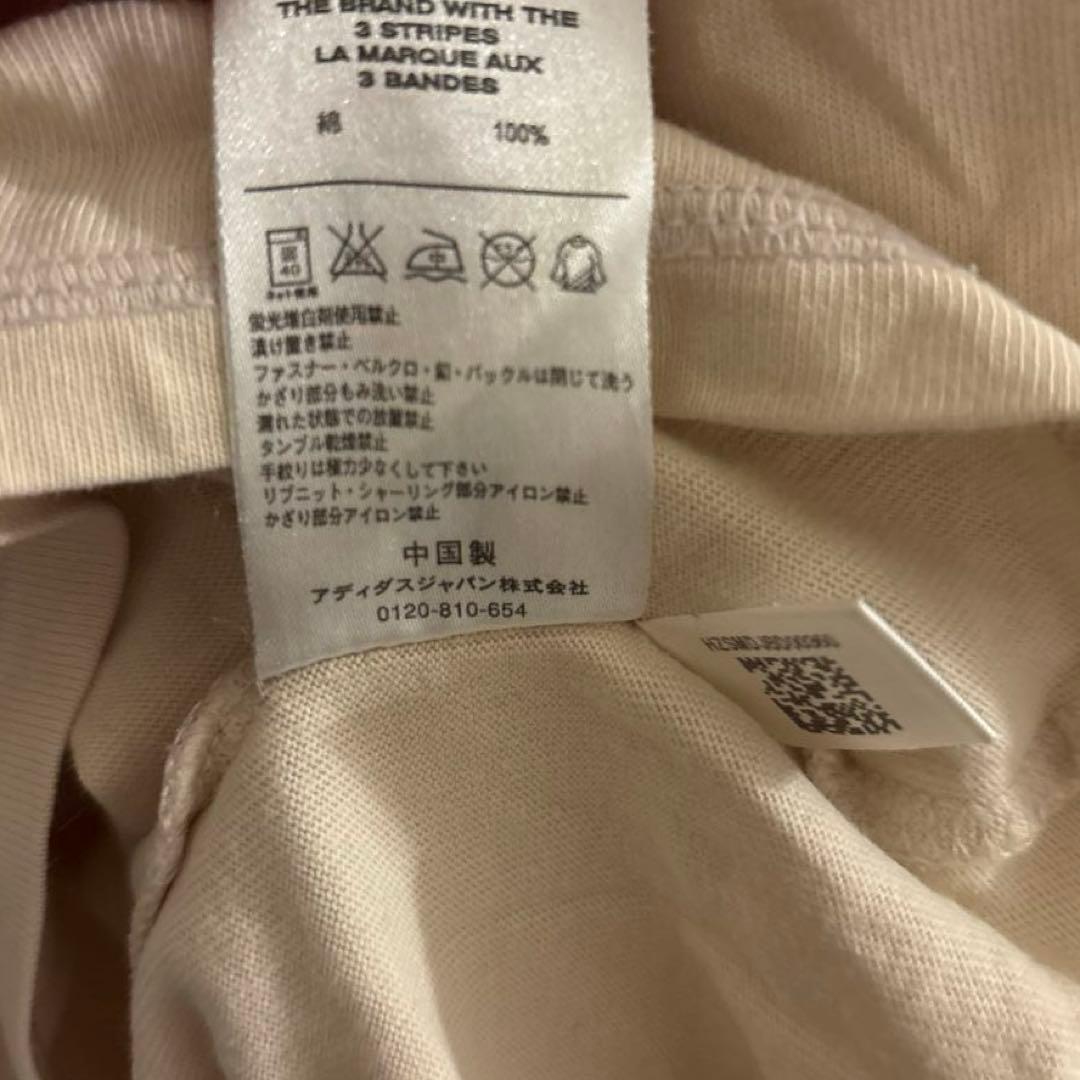 THE BRAND WITH THE
3 STRIPES
LA MARQUE AUX
3 BANDES
綿 100%
40
中
蛍光増白剤使用禁止
漬け置き禁止
ファスナー・ベルクロ・釦・バックルは閉じて洗う
かざり部分もみ洗い禁止
濡れた状態での放置禁止
タンブル乾燥禁止
手絞りは極力少なくして下さい
リブニット・シャーリング部分アイロン禁止
かざり部分アイロン禁止
中国製
アディダスジャパン株式会社
0120-810-654